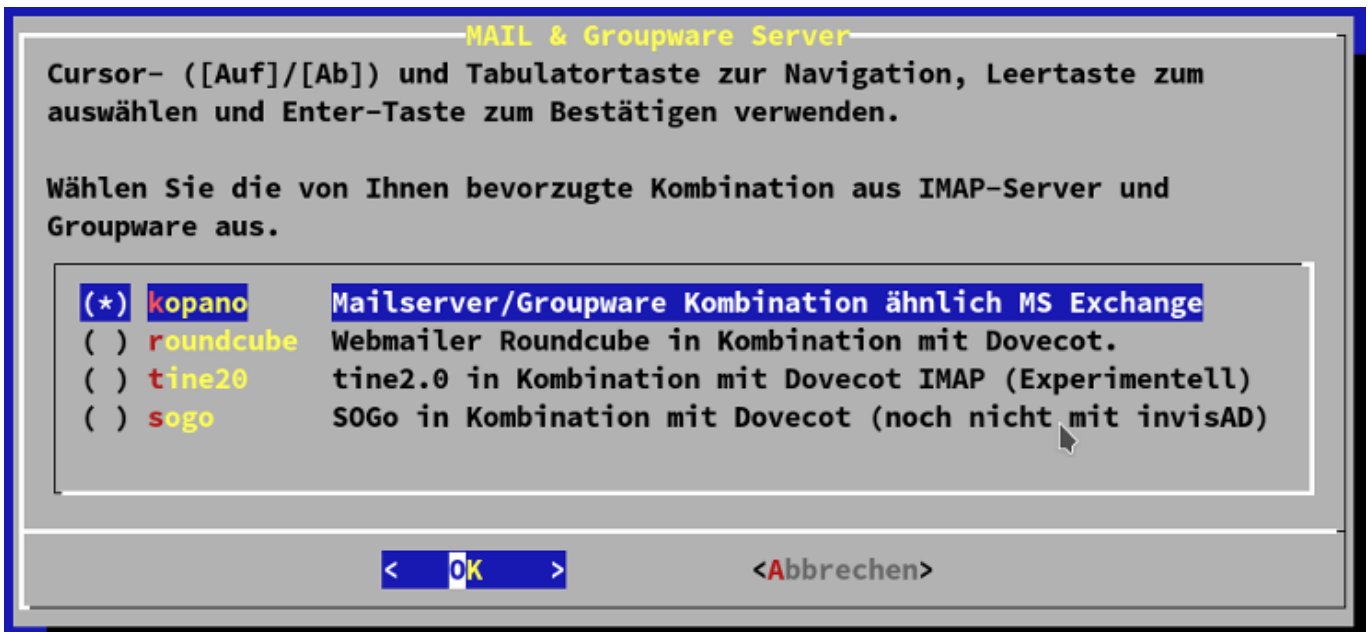 MAIL & Groupware Server
Cursor- ([Auf]/[Ab]) und Tabulatortaste zur Navigation, Leertaste zum
auswählen und Enter-Taste zum Bestätigen verwenden.
Wählen Sie die von Ihnen bevorzugte Kombination aus IMAP-Server und
Groupware aus.
(*) kopano Mailserver/Groupware Kombination ähnlich MS Exchange
( ) roundcube Webmailer Roundcube in Kombination mit Dovecot.
( ) tine20 tine2.0 in Kombination mit Dovecot IMAP (Experimentell)
( ) sogo SOGo in Kombination mit Dovecot (noch nicht mit invisAD)
< OK > <Abbrechen>